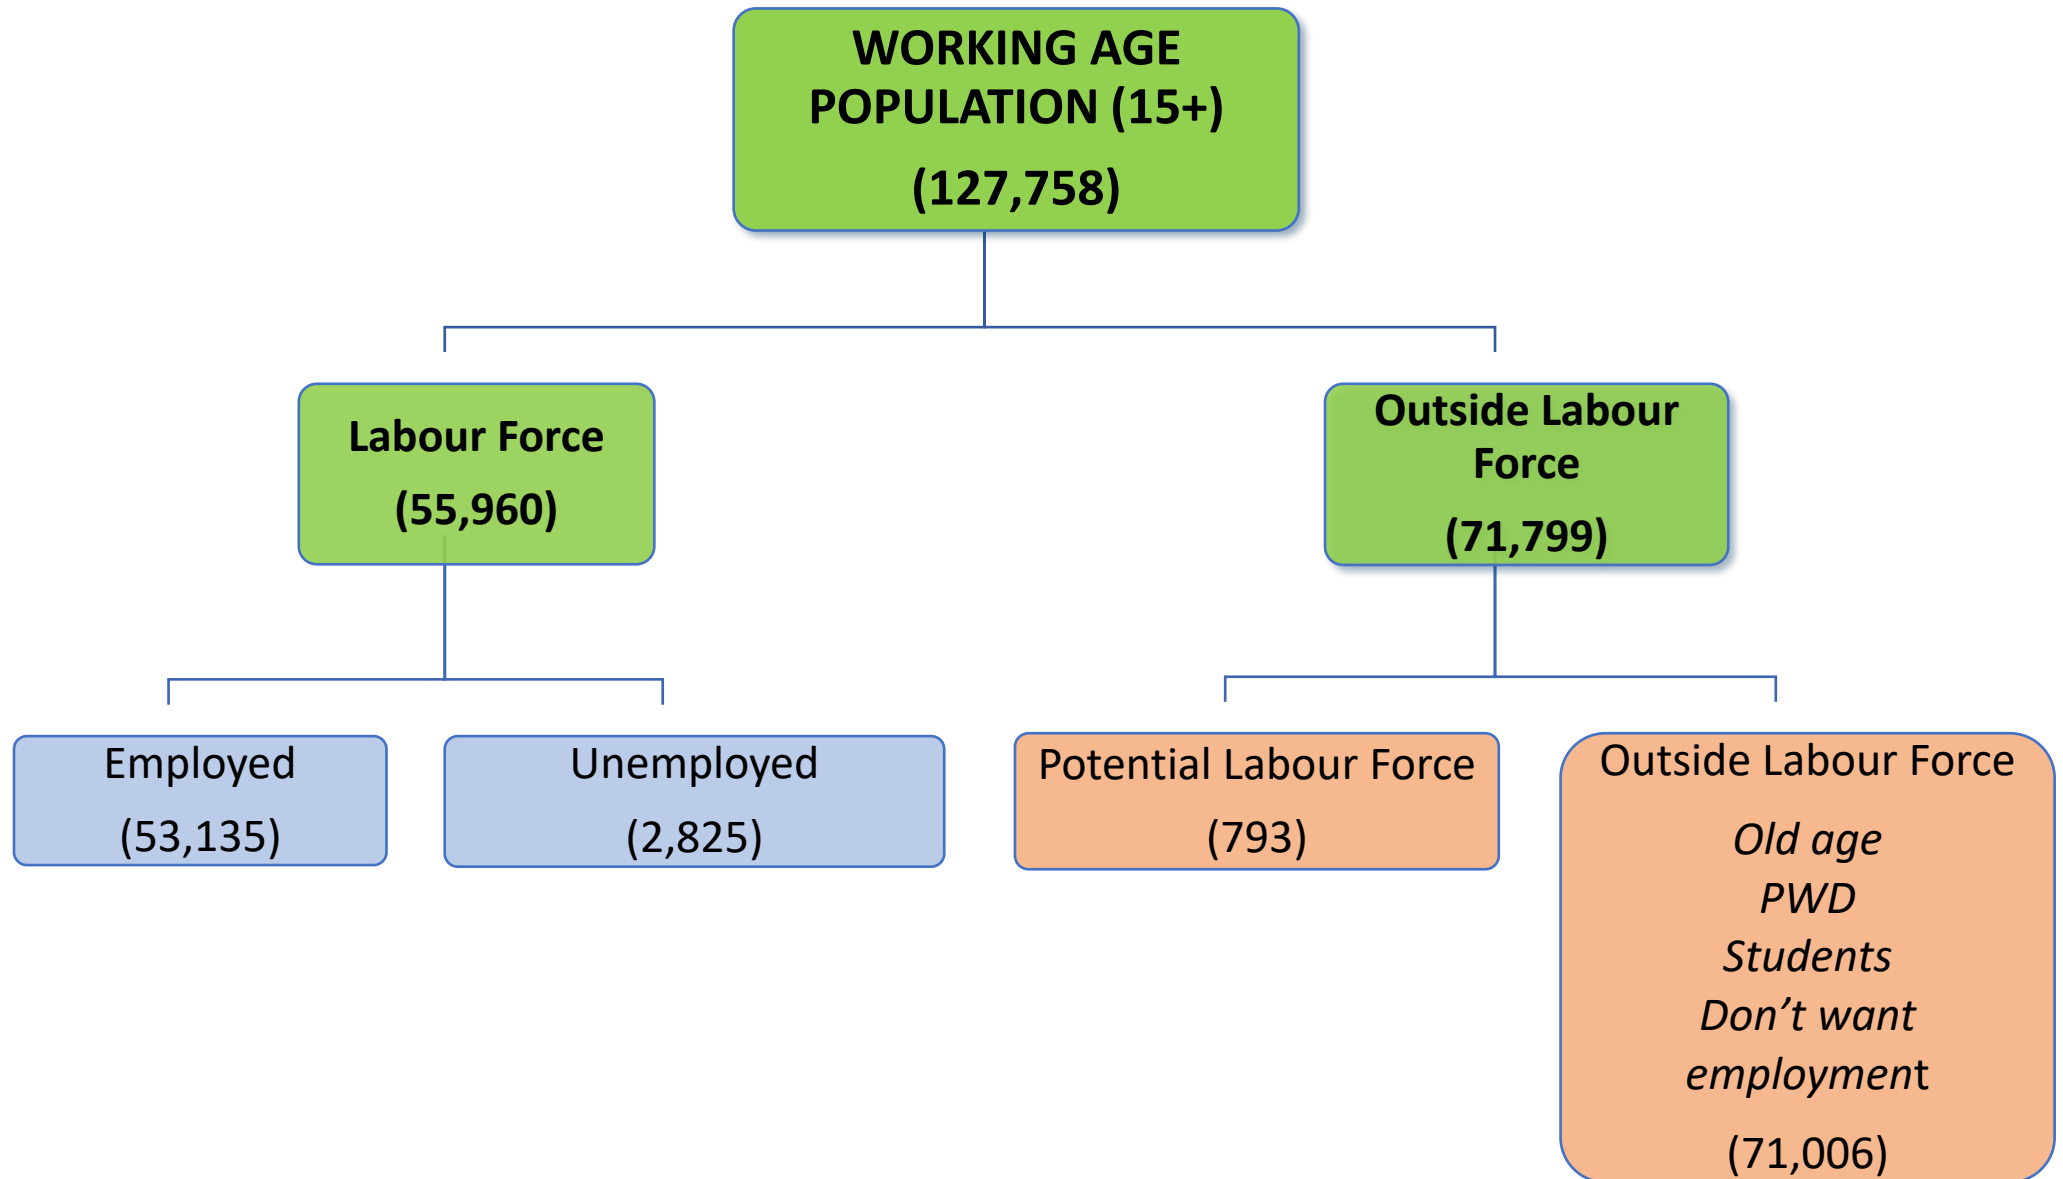 WORKING AGE
POPULATION (15+)
(127,758)
Labour Force
(55,960)
Outside Labour
Force
(71,799)
Employed
(53,135)
Unemployed
(2,825)
Potential Labour Force
(793)
Outside Labour Force
Old age
PWD
Students
Don’t want
employment
(71,006)